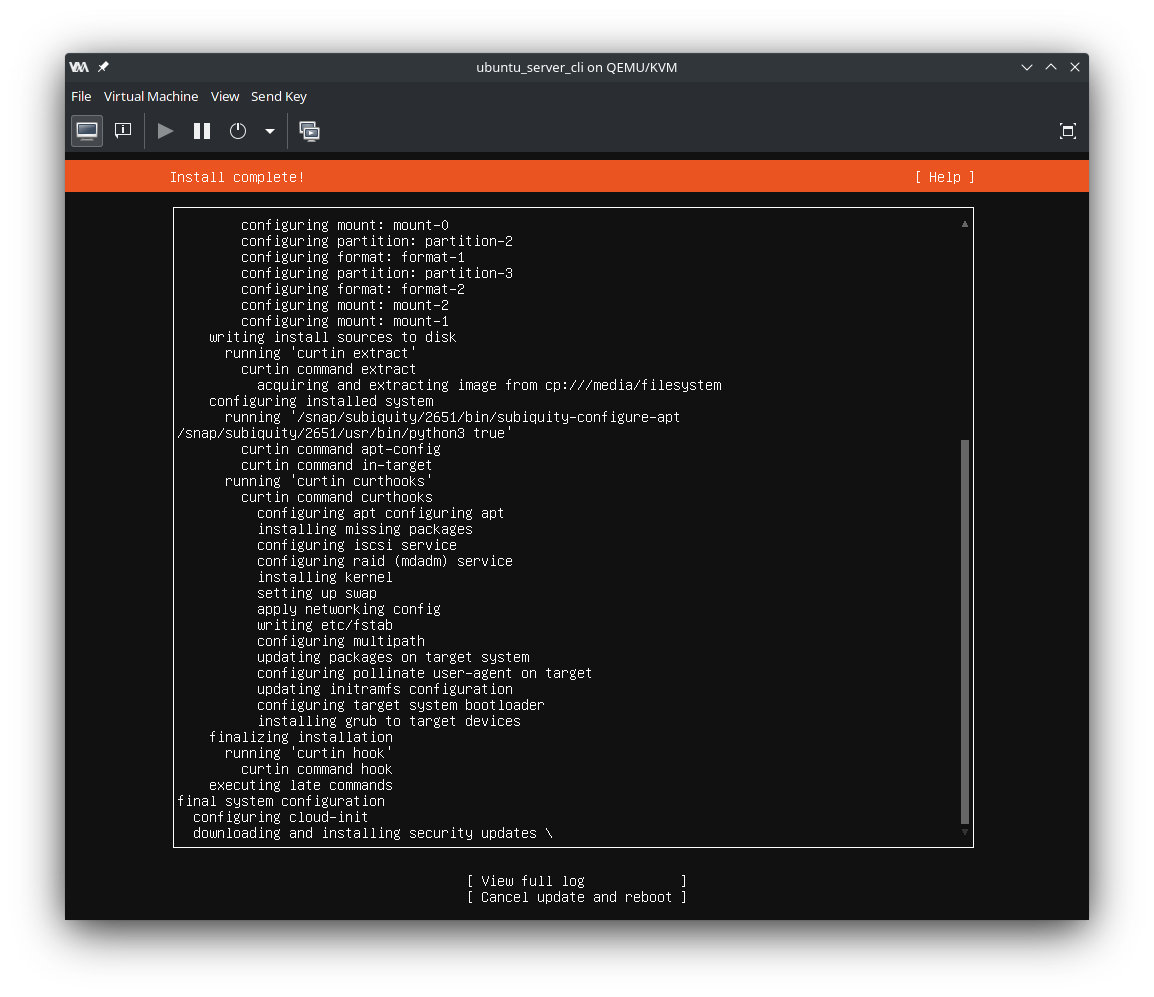 ubuntu_server_cli on QEMU/KVM
File Virtual Machine View Send Key
Install complete! [ Help ]
configuring mount: mount-0
configuring partition: partition-2
configuring format: format-1
configuring partition: partition-3
configuring format: format-2
configuring mount: mount-2
configuring mount: mount-1
writing install sources to disk
running 'curtin extract'
curtin command extract
acquiring and extracting image from cp:///media/filesystem
configuring installed system
running '/snap/subiquity/2651/bin/subiquity-configure-apt
/snap/subiquity/2651/usr/bin/python3 true'
curtin command apt-config
curtin command in-target
running 'curtin curthooks'
curtin command curthooks
configuring apt configuring apt
installing missing packages
configuring iscsi service
configuring raid (mdadm) service
installing kernel
setting up swap
apply networking config
writing etc/fstab
configuring multipath
updating packages on target system
configuring pollinate user-agent on target
updating initramfs configuration
configuring target system bootloader
installing grub to target devices
finalizing installation
running 'curtin hook'
curtin command hook
executing late commands
final system configuration
configuring cloud-init
downloading and installing security updates \
[ View full log ]
[ Cancel update and reboot ]